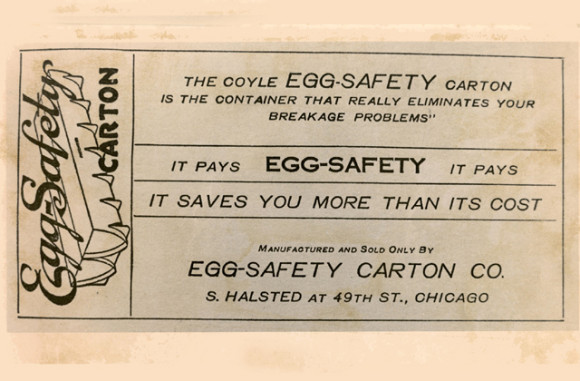 Egg-Safety
CARTON
THE COYLE EGG-SAFETY CARTON
IS THE CONTAINER THAT REALLY ELIMINATES YOUR
BREAKAGE PROBLEMS"
IT PAYS EGG-SAFETY IT PAYS
IT SAVES YOU MORE THAN ITS COST
MANUFACTURED AND SOLD ONLY BY
EGG-SAFETY CARTON CO.
S. HALSTED AT 49TH ST., CHICAGO